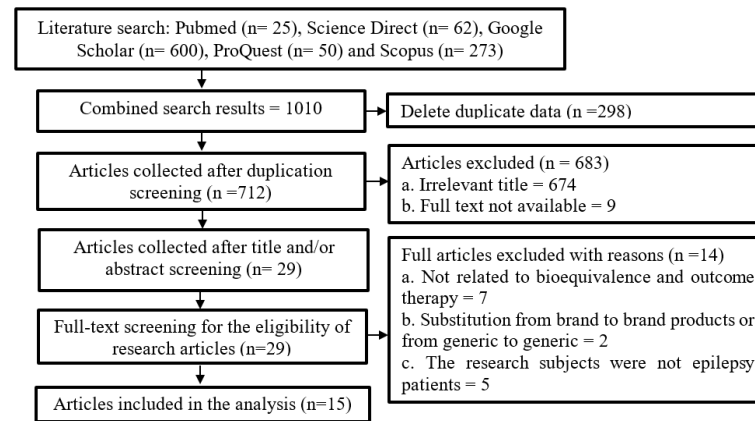 Literature search: Pubmed (n= 25), Science Direct (n= 62), Google
Scholar (n= 600), ProQuest (n= 50) and Scopus (n= 273)
Combined search results = 1010
Delete duplicate data (n =298)
Articles collected after duplication
screening (n =712)
Articles excluded (n = 683)
a. Irrelevant title = 674
b. Full text not available = 9
Articles collected after title and/or
abstract screening (n= 29)
Full articles excluded with reasons (n =14)
a. Not related to bioequivalence and outcome
therapy = 7
b. Substitution from brand to brand products or
from generic to generic = 2
c. The research subjects were not epilepsy
patients = 5
Full-text screening for the eligibility of
research articles (n=29)
Articles included in the analysis (n=15)